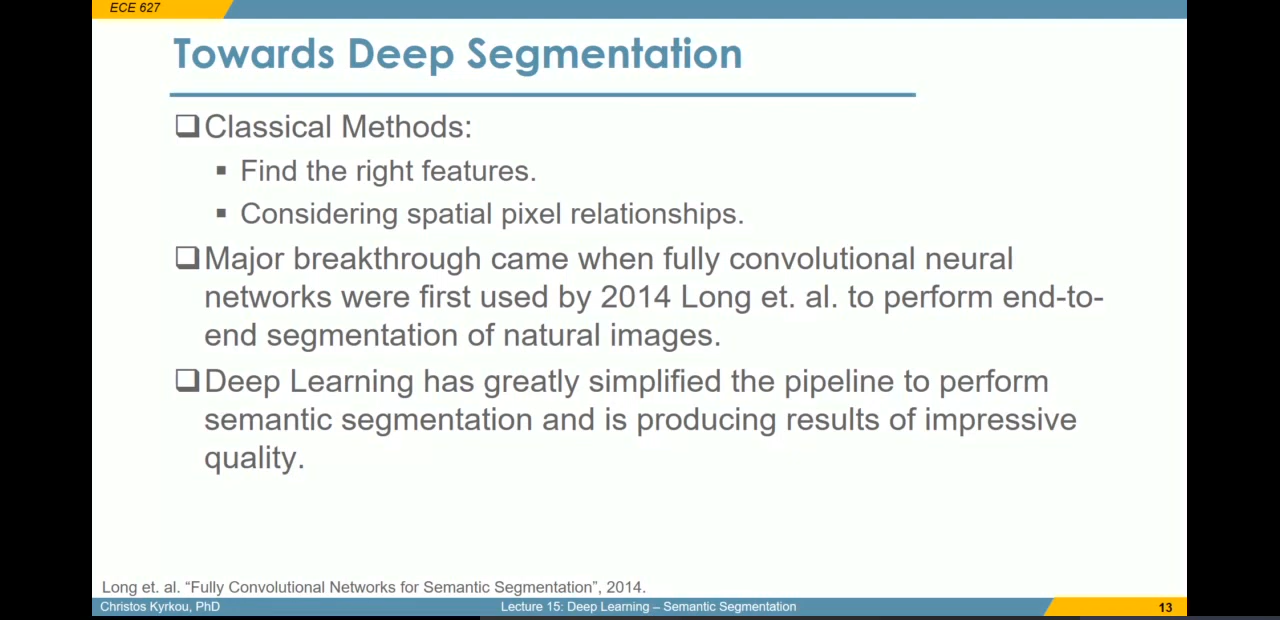 ECE 627
Towards Deep Segmentation
❑Classical Methods:
▪ Find the right features.
▪ Considering spatial pixel relationships.
❑Major breakthrough came when fully convolutional neural
networks were first used by 2014 Long et. al. to perform end-to-
end segmentation of natural images.
❑Deep Learning has greatly simplified the pipeline to perform
semantic segmentation and is producing results of impressive
quality.
Long et. al. “Fully Convolutional Networks for Semantic Segmentation”, 2014.
Christos Kyrkou, PhD Lecture 15: Deep Learning – Semantic Segmentation 13